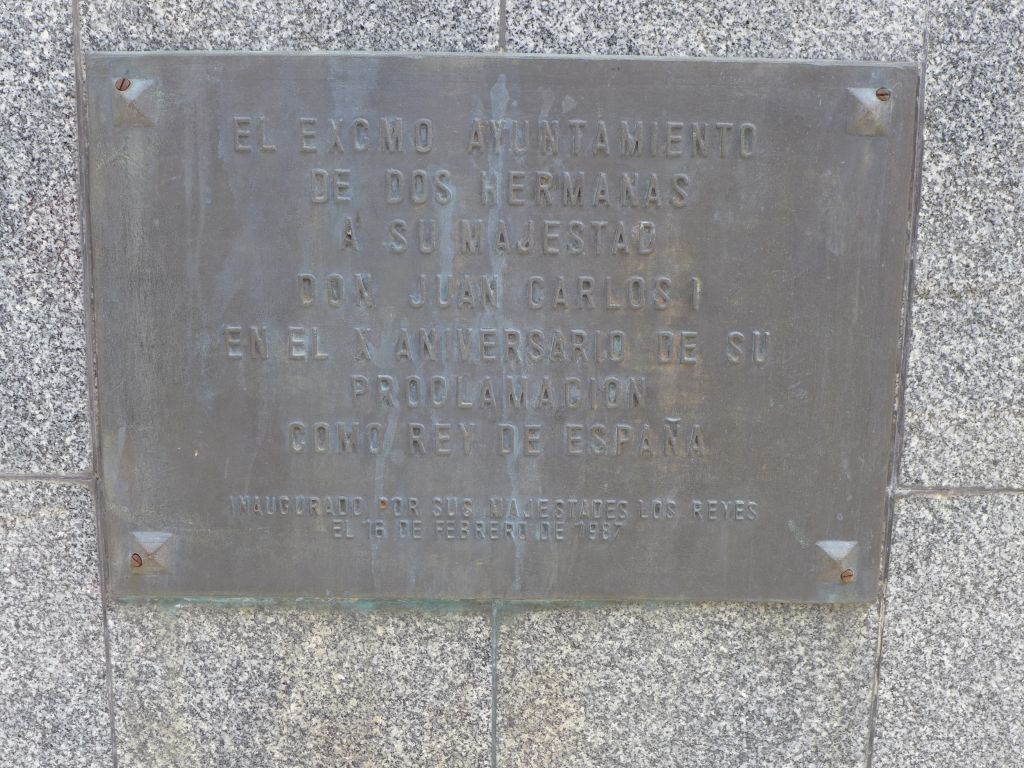 EL EXCMO AYUNTAMIENTO
DE DOS HERMANAS
A SU MAJESTAD
DON JUAN CARLOS I
EN EL X ANIVERSARIO DE SU
PROCLAMACION
COMO REY DE ESPAÑA
INAUGURADO POR SUS MAJESTADES LOS REYES
EL 16 DE FEBRERO DE 1987